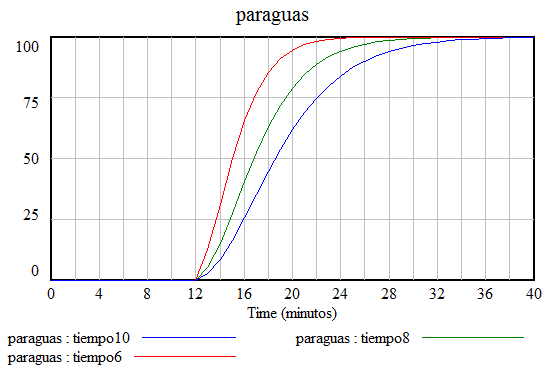 paraguas
100
75
50
25
0
0 4 8 12 16 20 24 28 32 36 40
Time (minutos)
paraguas : tiempo10 paraguas : tiempo8
paraguas : tiempo6